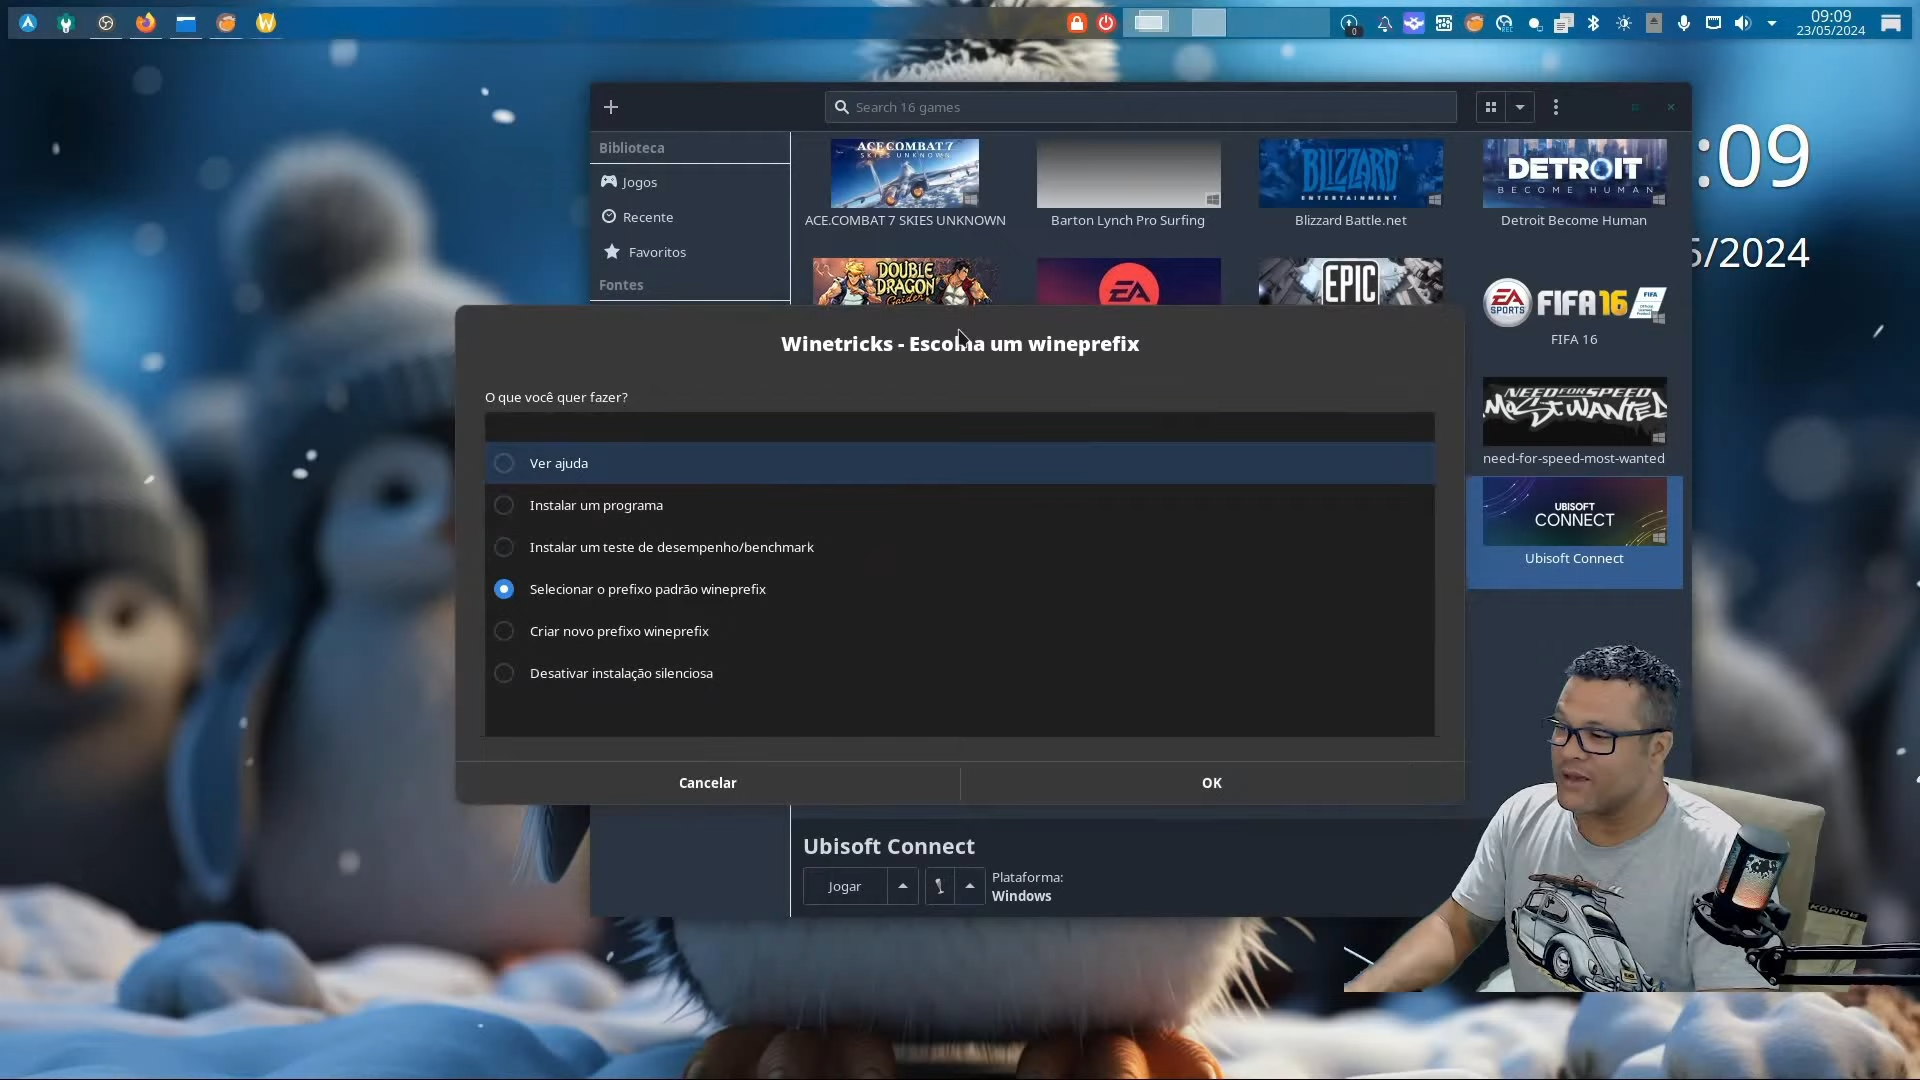 0
09:09
23/05/2024
Search 16 games
Biblioteca
Jogos
Recente
Favoritos
Fontes
ACE COMBAT 7
SKIES UNKNOWN
ACE.COMBAT 7 SKIES UNKNOWN
Barton Lynch Pro Surfing
BLIZZARD
ENTERTAINMENT
Blizzard Battle.net
DETROIT
BECOME HUMAN
Detroit Become Human
:09
5/2024
DOUBLE
DRAGON
Gaiden
EA
EPIC
EA
SPORTS
FIFA 16
FIFA
FIFA 16
NEED FOR SPEED
MOST WANTED
need-for-speed-most-wanted
UBISOFT
CONNECT
Ubisoft Connect
Winetricks - Escolha um wineprefix
O que você quer fazer?
Ver ajuda
Instalar um programa
Instalar um teste de desempenho/benchmark
Selecionar o prefixo padrão wineprefix
Criar novo prefixo wineprefix
Desativar instalação silenciosa
Cancelar
OK
Ubisoft Connect
Jogar
Plataforma:
Windows